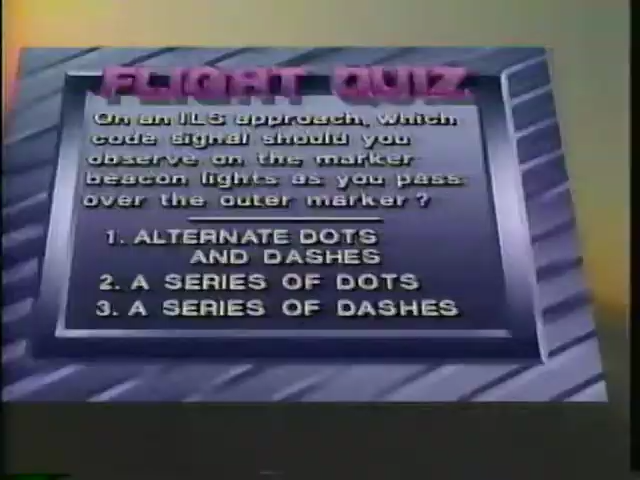 FLIGHT QUIZ
On an ILS approach, which
code signal should you
observe on the marker
beacon lights as you pass
over the outer marker?
1. ALTERNATE DOTS
AND DASHES
2. A SERIES OF DOTS
3. A SERIES OF DASHES